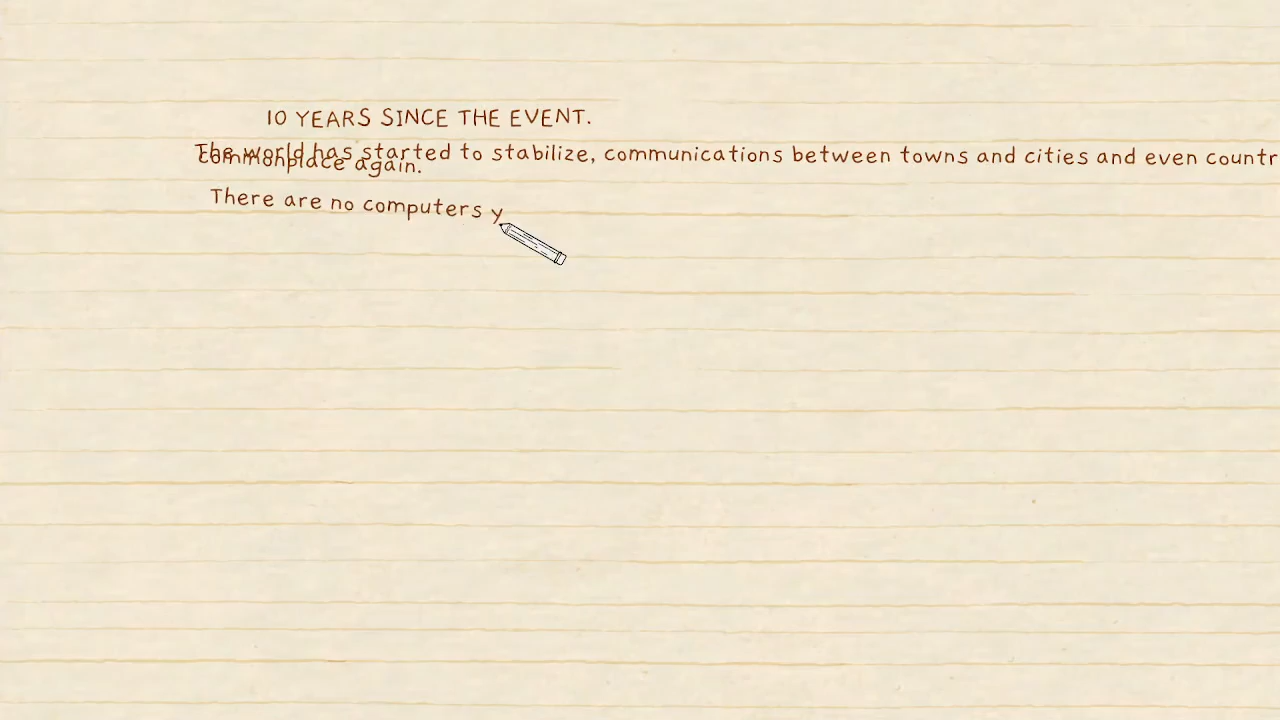 10 YEARS SINCE THE EVENT.
The world has started to stabilize, communications between towns and cities and even countr
commonplace again.
There are no computers y